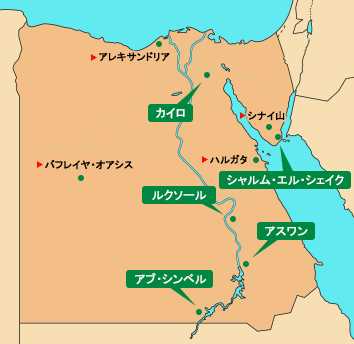 アレキサンドリア
カイロ
シナイ山
バフレイヤ・オアシス
ハルガタ
シャルム・エル・シェイク
ルクソール
アスワン
アブ・シンベル